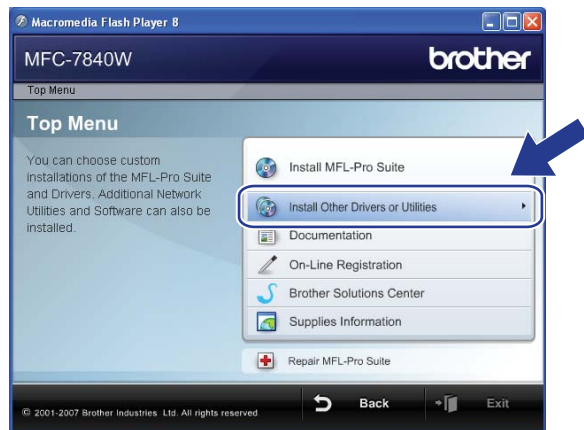 Macromedia Flash Player 8
MFC-7840W
brother
Top Menu
Top Menu
You can choose custom
installations of the MFL-Pro Suite
and Drivers. Additional Network
Utilities and Software can also be
installed.
Install MFL-Pro Suite
Install Other Drivers or Utilities
Documentation
On-Line Registration
Brother Solutions Center
Supplies Information
Repair MFL-Pro Suite
© 2001-2007 Brother Industries Ltd. All rights reserved
Back
Exit